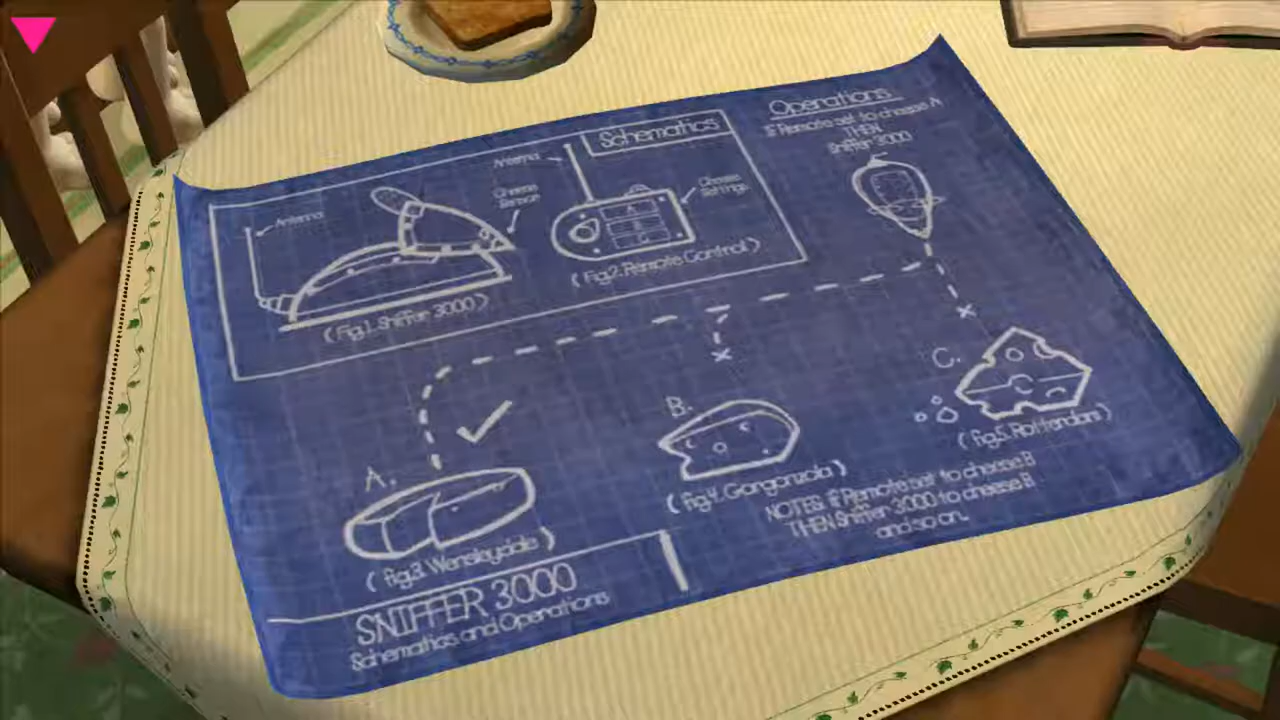 Schematics
Antenna
Cheese
Sensor
Antenna
Cheese
Settings
A
B
C
(Fig.1. Sniffer 3000)
(Fig.2. Remote Control)
Operations
If Remote set to cheese A
THEN
Sniffer 3000
A.
(fig.3. Wensleydale)
B.
(fig.4. Gorgonzola)
C.
(fig.5. Rottendans)
NOTES: If Remote set to cheese B
THEN Sniffer 3000 to cheese B
and so on..
SNIFFER 3000
Schematics and Operations